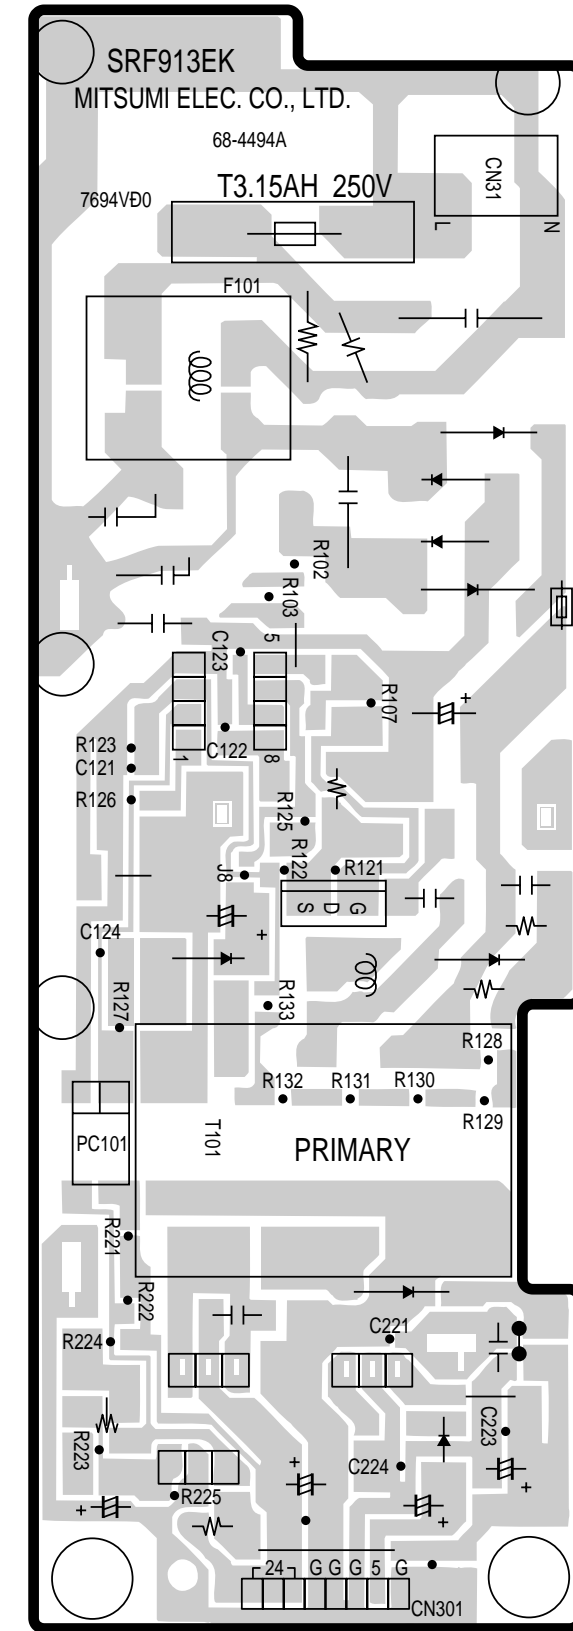 SRF913EK
MITSUMI ELEC. CO., LTD.
68-4494A
CN31
7694VÐ0
T3.15AH 250V
L
N
F101
R102
R103
C123
5
R107
R123
C122
C121
1
8
R126
R125
R122
R121
J8
S D G
+
+
C124
R127
R133
R128
R132
R131
R130
R129
PC101
T101
PRIMARY
R221
R222
C221
R224
C223
R223
C224
+
+
R225
+
+
24 G G G 5 G
CN301